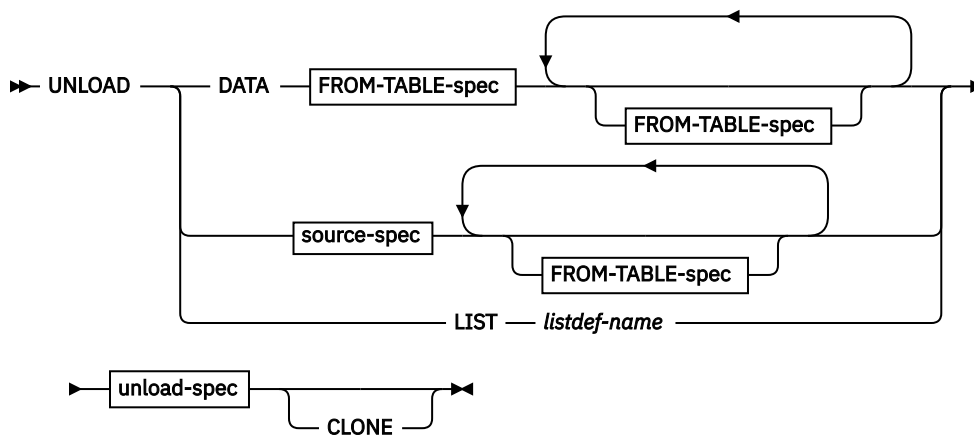 UNLOAD DATA FROM-TABLE-spec
FROM-TABLE-spec
source-spec
FROM-TABLE-spec
LIST listdef-name
unload-spec
CLONE